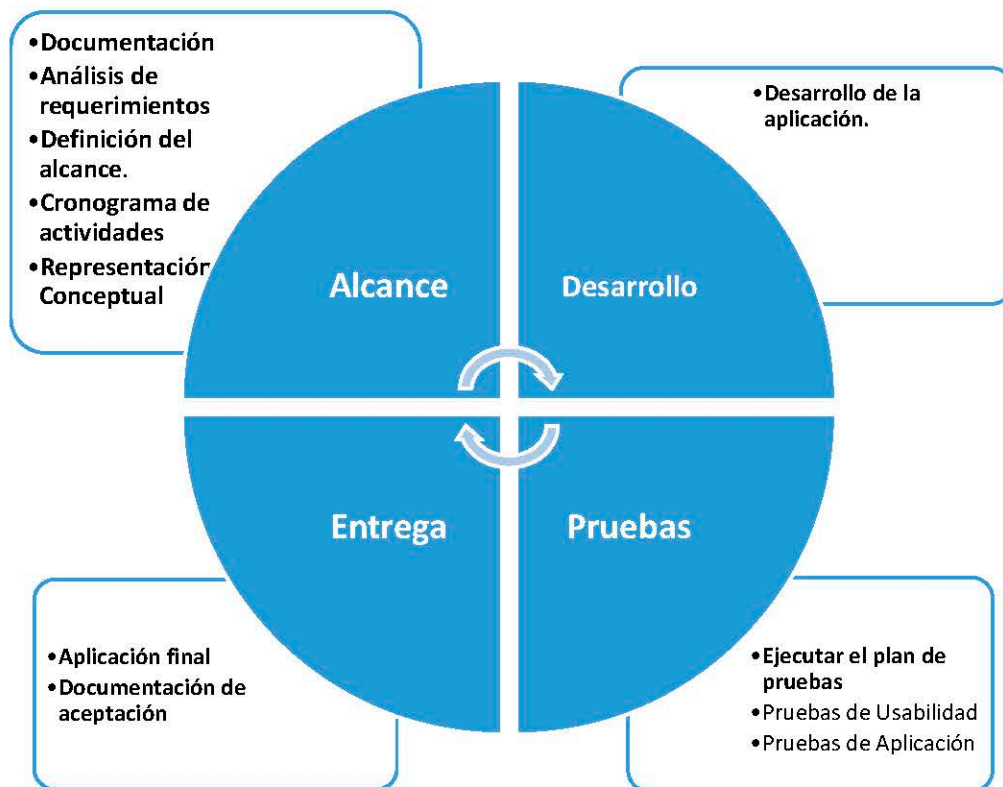 •Documentación
•Análisis de
requerimientos
•Definición del
alcance.
•Cronograma de
actividades
•Representación
Conceptual
Alcance
•Desarrollo de la
aplicación.
Desarrollo
Entrega
•Aplicación final
•Documentación de
aceptación
Pruebas
•Ejecutar el plan de
pruebas
•Pruebas de Usabilidad
•Pruebas de Aplicación